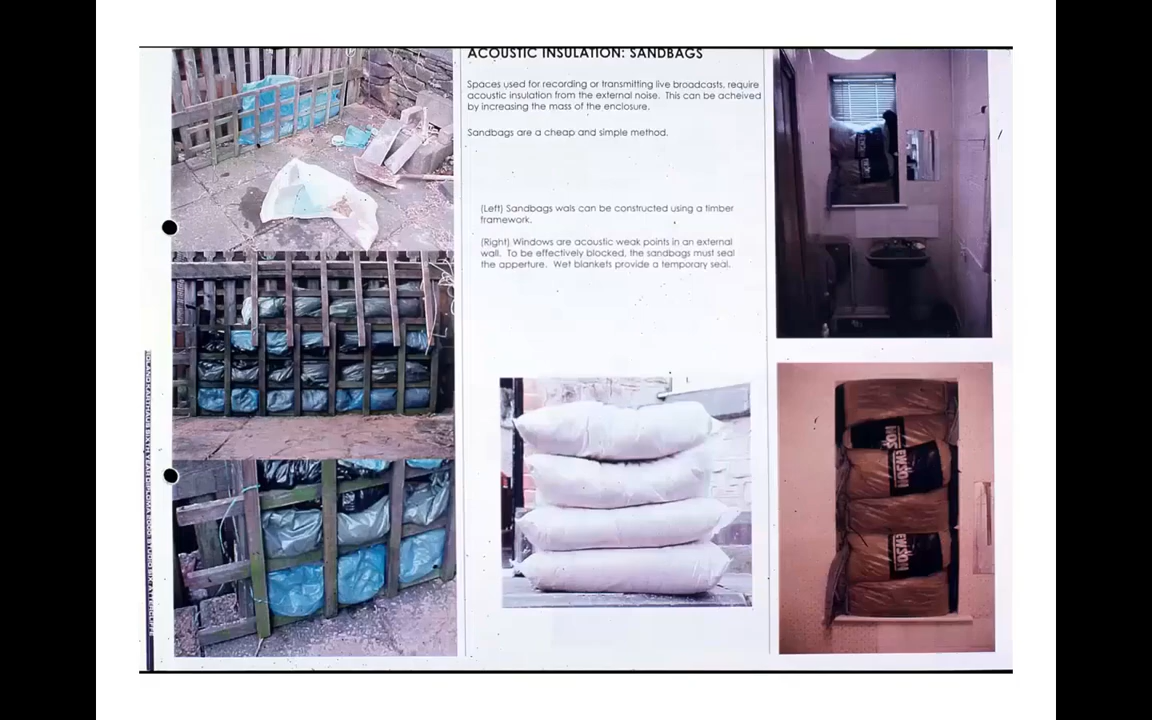 ACOUSTIC INSULATION: SANDBAGS
Spaces used for recording or transmitting live broadcasts, require
acoustic insulation from the external noise. This can be acheived
by increasing the mass of the enclosure.
Sandbags are a cheap and simple method.
(Left) Sandbags wals can be constructed using a timber
framework.
(Right) Windows are acoustic weak points in an external
wall. To be effectively blocked, the sandbags must seal
the apperture. Wet blankets provide a temporary seal.
EWSON
EWSON